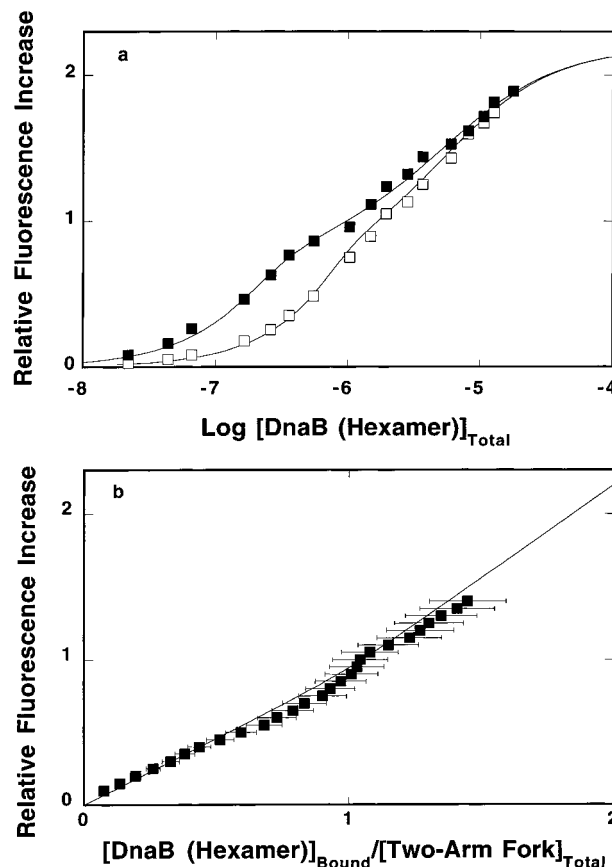 a
2
1
0
Relative Fluorescence Increase
-8 -7 -6 -5 -4
Log [DnaB (Hexamer)]Total
b
2
1
0
Relative Fluorescence Increase
0 1 2
[DnaB (Hexamer)]Bound/[Two-Arm Fork]Total